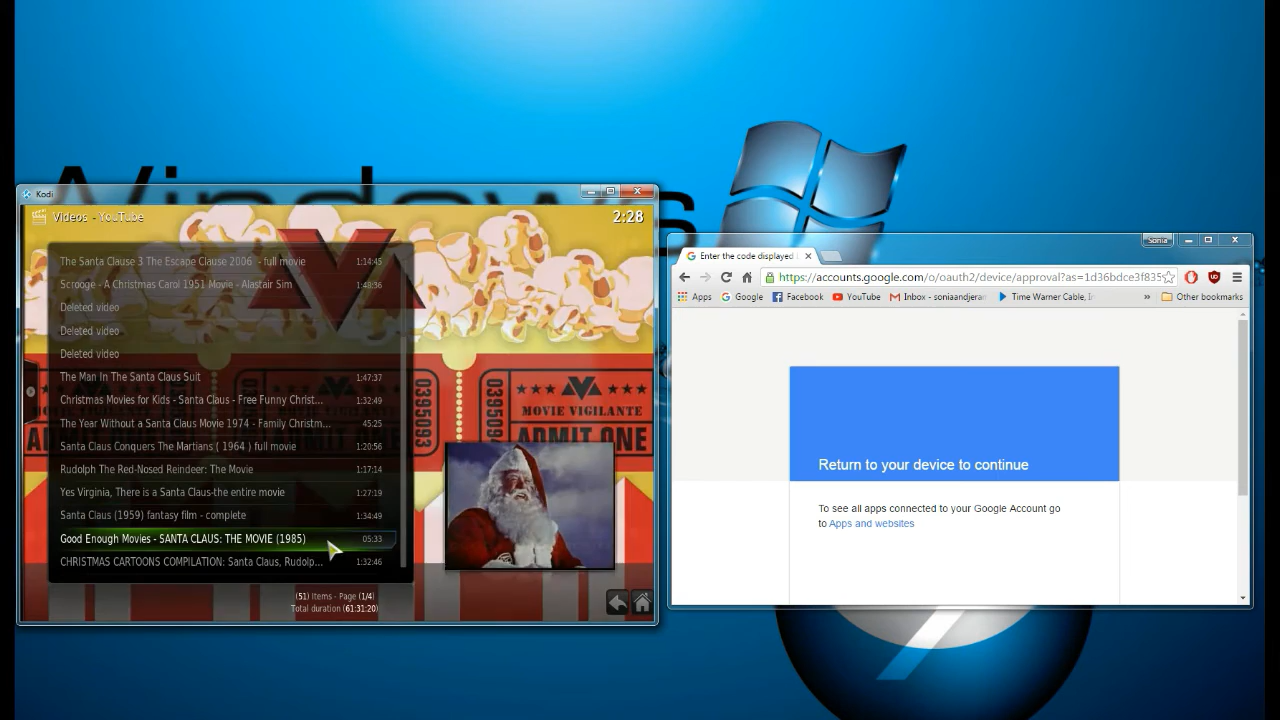 Windows
Kodi
Videos - YouTube
2:28
The Santa Clause 3 The Escape Clause 2006 - full movie 1:14:45
Scrooge - A Christmas Carol 1951 Movie - Alastair Sim 1:48:36
Deleted video
Deleted video
Deleted video
The Man In The Santa Claus Suit 1:47:37
Christmas Movies for Kids - Santa Claus - Free Funny Christ... 1:32:49
The Year Without a Santa Claus Movie 1974 - Family Christm... 45:25
Santa Claus Conquers The Martians ( 1964 ) full movie 1:20:56
Rudolph The Red-Nosed Reindeer: The Movie 1:17:14
Yes Virginia, There is a Santa Claus-the entire movie 1:27:19
Santa Claus (1959) fantasy film - complete 1:34:49
Good Enough Movies - SANTA CLAUS: THE MOVIE (1985) 05:33
CHRISTMAS CARTOONS COMPILATION: Santa Claus, Rudolp... 1:32:46
(51) Items - Page (1/4)
Total duration (61:31:20)
0395093
MOVIE VIGILANTE
ADMIT ONE
Sonia
Enter the code displayed
https://accounts.google.com/o/oauth2/device/approval?as=1d36bdce3f835
Apps Google Facebook YouTube Inbox - soniaandjeran Time Warner Cable, In » Other bookmarks
Return to your device to continue
To see all apps connected to your Google Account go
to Apps and websites
7